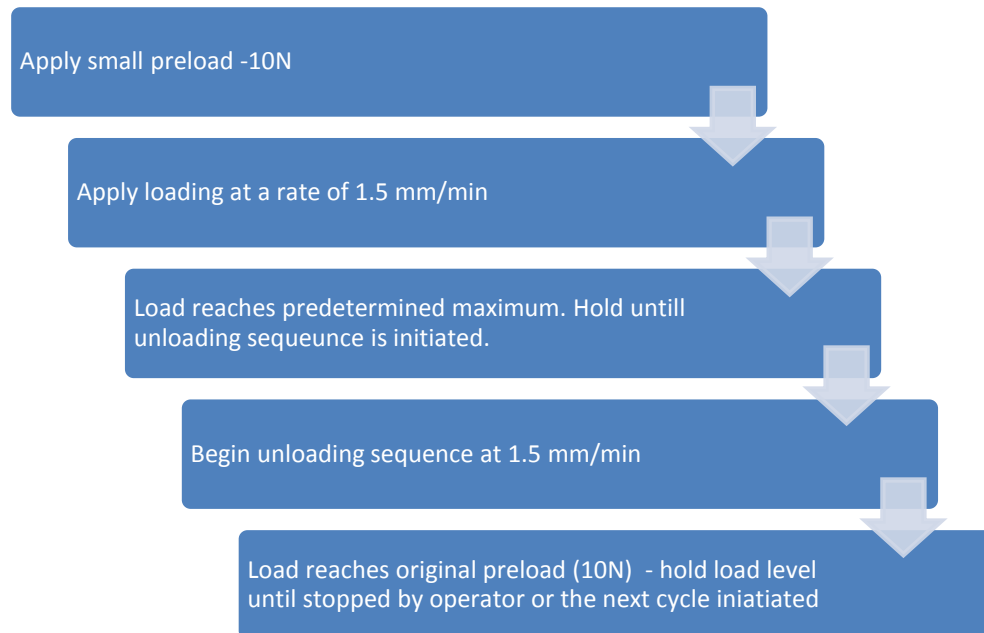 Apply small preload -10N
Apply loading at a rate of 1.5 mm/min
Load reaches predetermined maximum. Hold untill
unloading sequeunce is initiated.
Begin unloading sequence at 1.5 mm/min
Load reaches original preload (10N)  - hold load level
until stopped by operator or the next cycle iniatiated